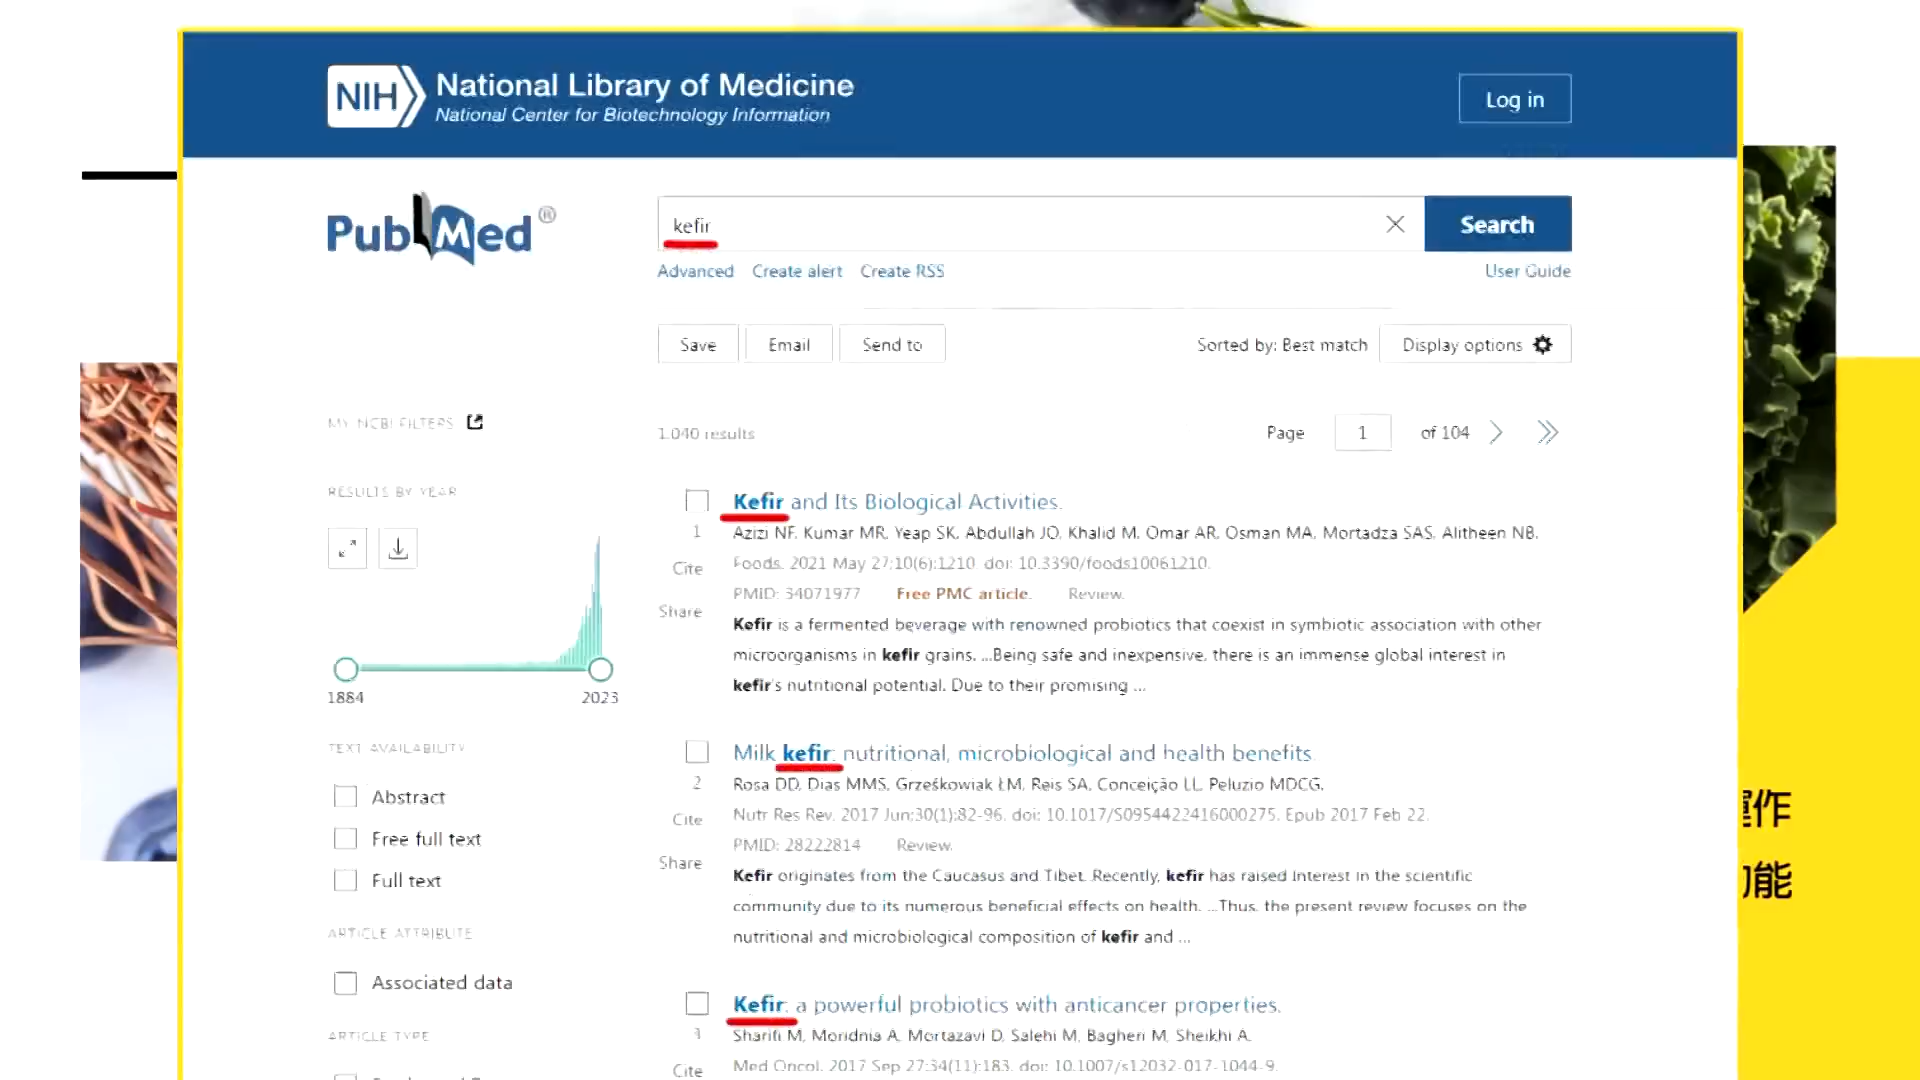 NIH National Library of Medicine
National Center for Biotechnology Information
Log in
PubMed®
kefir
Search
Advanced Create alert Create RSS User Guide
Save Email Send to Sorted by: Best match Display options
MY NCBI FILTERS
1,040 results
Page 1 of 104
RESULTS BY YEAR
1884 2023
TEXT AVAILABILITY
Abstract
Free full text
Full text
ARTICLE ATTRIBUTE
Associated data
ARTICLE TYPE
Kefir and Its Biological Activities.
1
Cite
Share
Azizi NF, Kumar MR, Yeap SK, Abdullah JO, Khalid M, Omar AR, Osman MA, Mortadza SAS, Alitheen NB.
Foods. 2021 May 27;10(6):1210. doi: 10.3390/foods10061210.
PMID: 34071977 Free PMC article. Review.
Kefir is a fermented beverage with renowned probiotics that coexist in symbiotic association with other
microorganisms in kefir grains. ...Being safe and inexpensive, there is an immense global interest in
kefir's nutritional potential. Due to their promising ...
Milk kefir: nutritional, microbiological and health benefits.
2
Cite
Share
Rosa DD, Dias MMS, Grześkowiak ŁM, Reis SA, Conceição LL, Peluzio MDCG.
Nutr Res Rev. 2017 Jun;30(1):82-96. doi: 10.1017/S0954422416000275. Epub 2017 Feb 22.
PMID: 28222814 Review.
Kefir originates from the Caucasus and Tibet. Recently, kefir has raised interest in the scientific
community due to its numerous beneficial effects on health. ...Thus, the present review focuses on the
nutritional and microbiological composition of kefir and ...
Kefir: a powerful probiotics with anticancer properties.
3
Cite
Sharifi M, Moridnia A, Mortazavi D, Salehi M, Bagheri M, Sheikhi A.
Med Oncol. 2017 Sep 27;34(11):183. doi: 10.1007/s12032-017-1044-9.
作
能